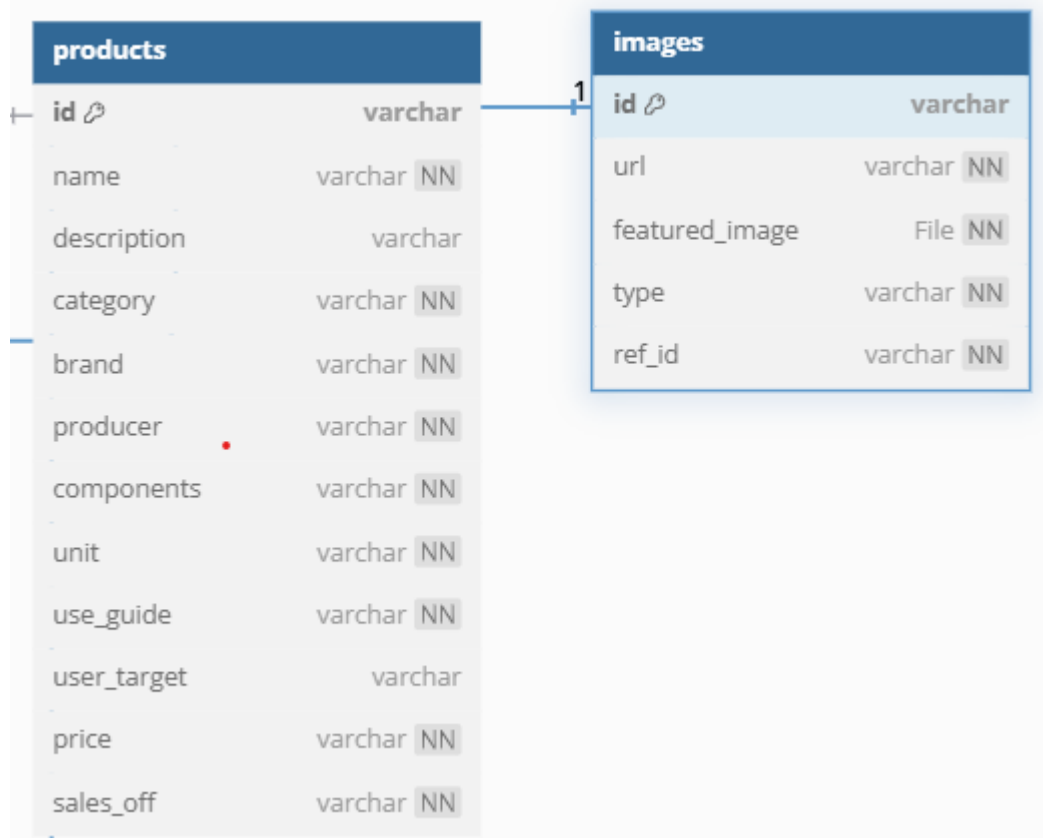 products
id varchar
name varchar NN
description varchar
category varchar NN
brand varchar NN
producer varchar NN
components varchar NN
unit varchar NN
use_guide varchar NN
user_target varchar
price varchar NN
sales_off varchar NN
1
images
id varchar
url varchar NN
featured_image File NN
type varchar NN
ref_id varchar NN